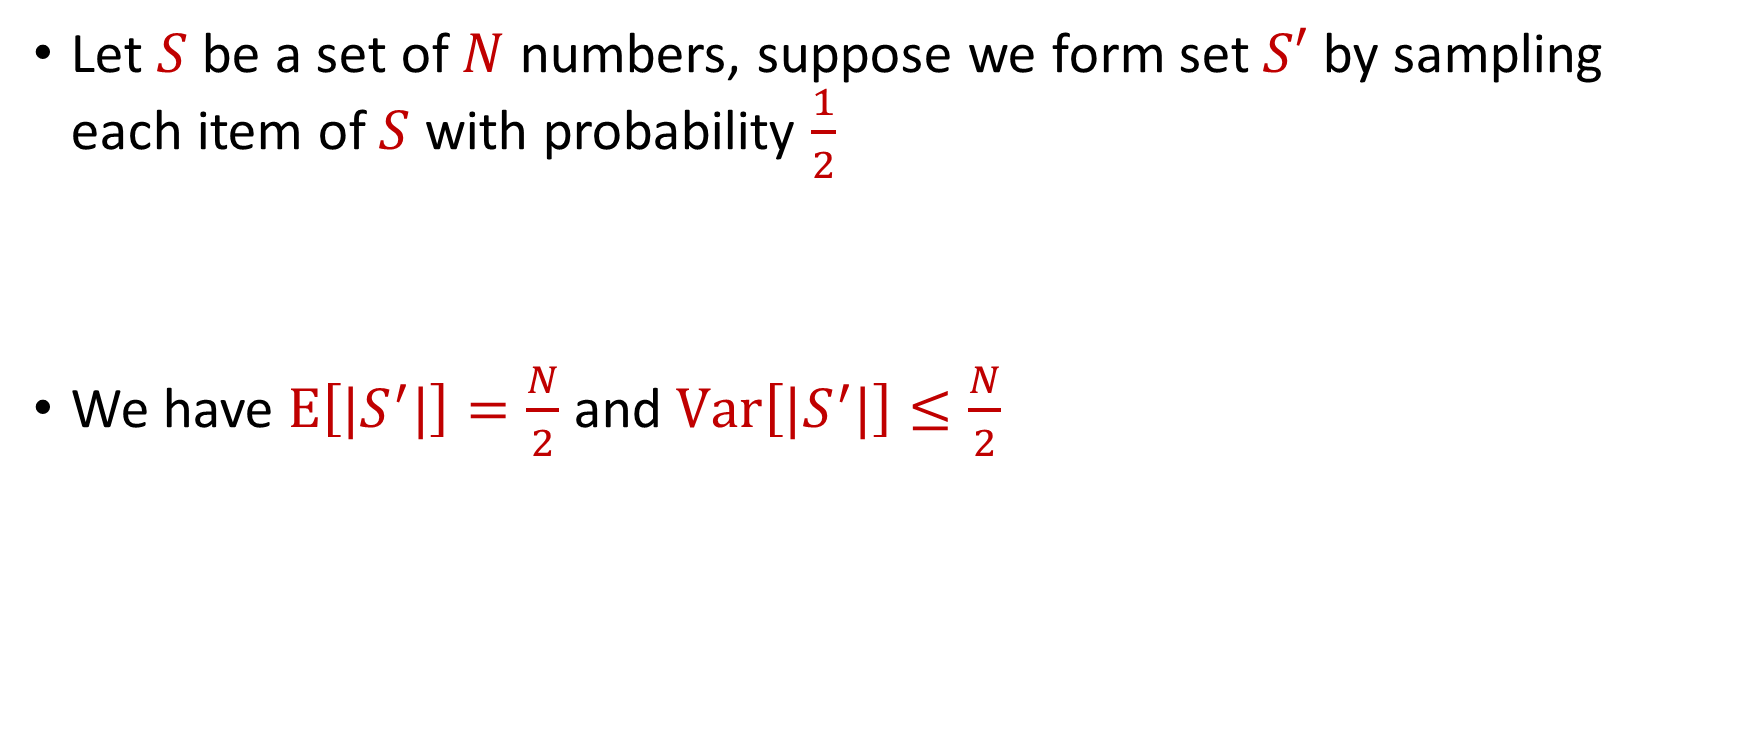 • Let S be a set of N numbers, suppose we form set S′ by sampling
each item of S with probability 1/2
• We have E[|S′|] = N/2 and Var[|S′|] ≤ N/2